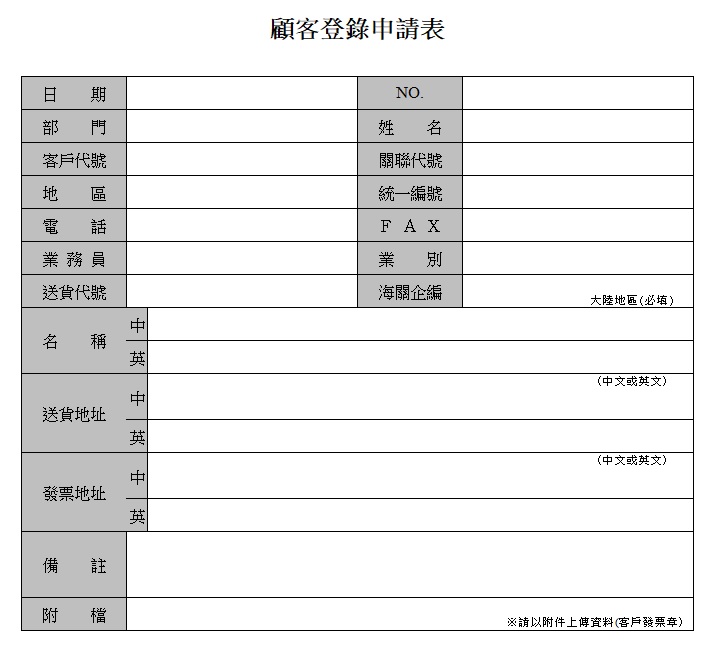 顧客登錄申請表
日 期 NO.
部 門 姓 名
客戶代號 關聯代號
地 區 統一編號
電 話 F A X
業 務 員 業 別
送貨代號 海關企編 大陸地區(必填)
名 稱 中
英
送貨地址 中 (中文或英文)
英
發票地址 中 (中文或英文)
英
備 註
附 檔 ※請以附件上傳資料(客戶發票章)